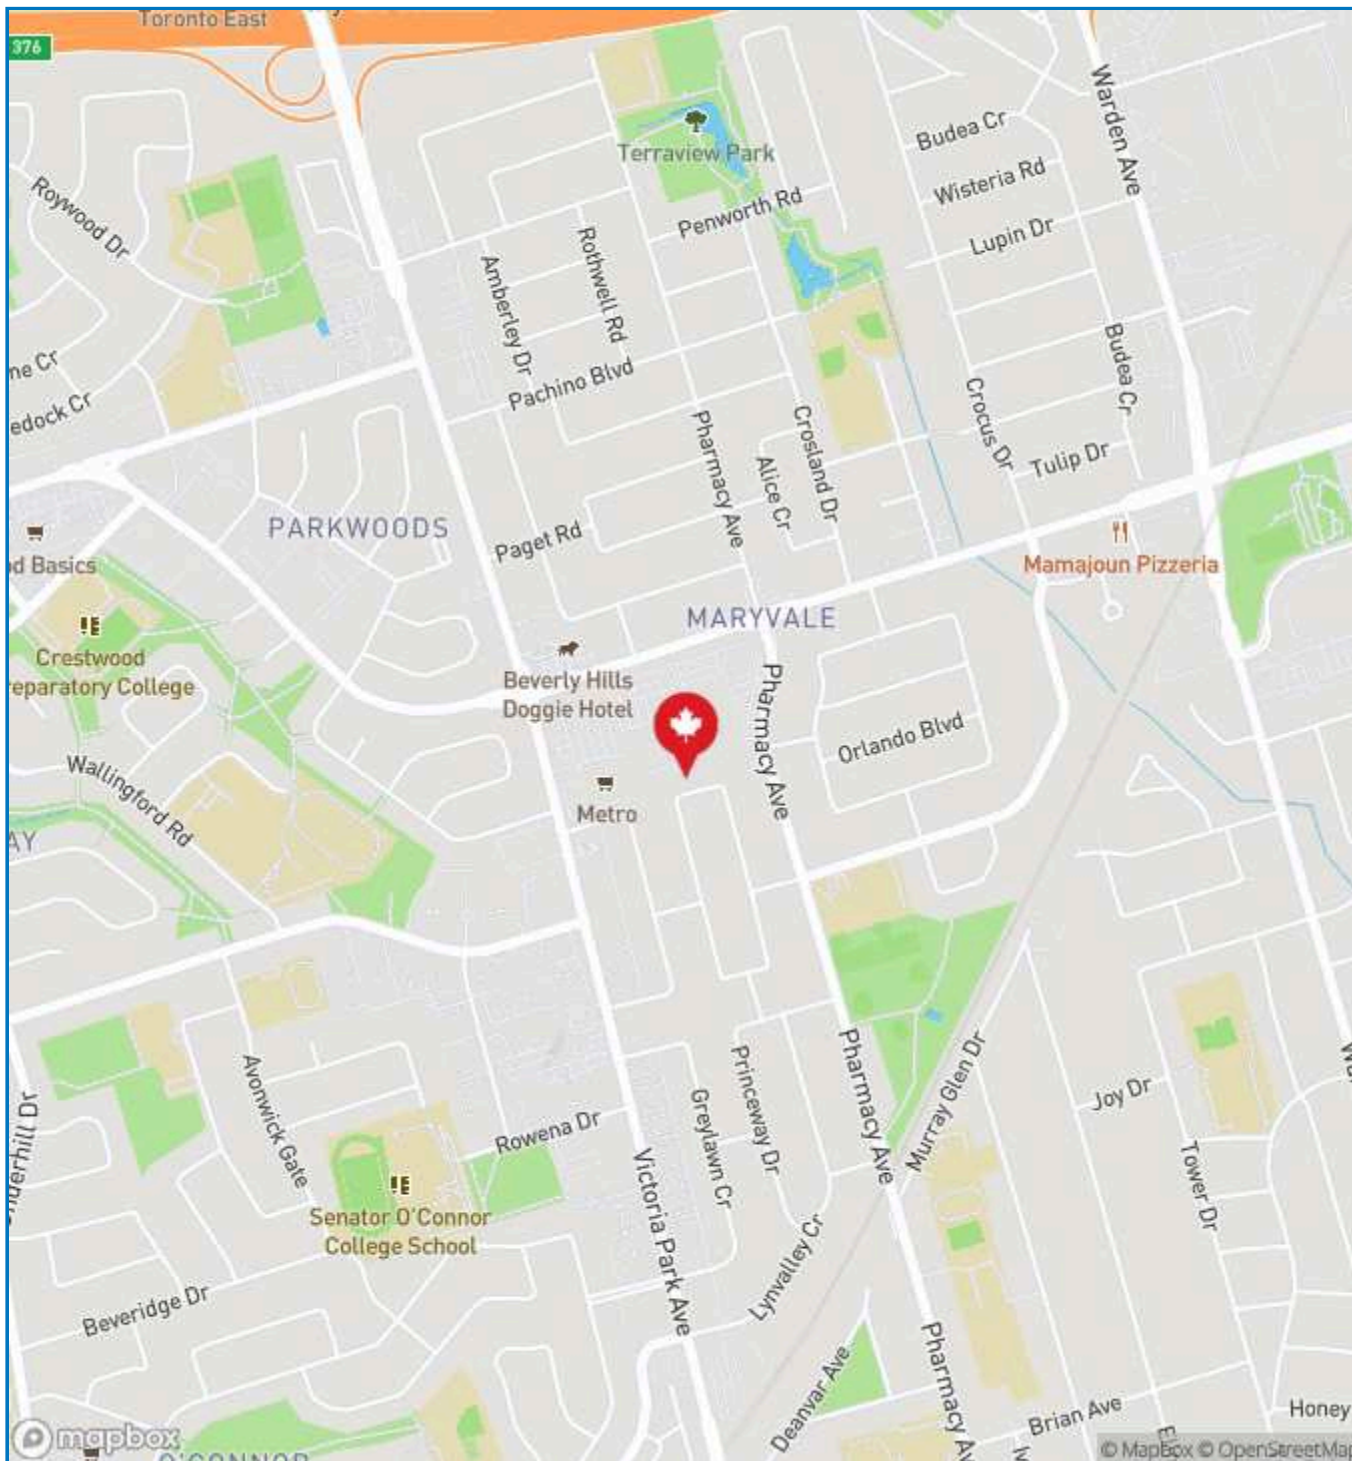 Toronto East
376
Warden Ave
Budea Cr
Terraview Park
Roywood Dr
Wisteria Rd
Penworth Rd
Lupin Dr
Rothwell Rd
Amberley Dr
ne Cr
Budea Cr
Pachino Blvd
edock Cr
Crocus Dr
Pharmacy Ave
Crosland Dr
Tulip Dr
Alice Cr
PARKWOODS
Paget Rd
d Basics
Mamajoun Pizzeria
MARYVALE
Crestwood
reparatory College
Beverly Hills
Doggie Hotel
Pharmacy Ave
Orlando Blvd
Wallingford Rd
Metro
AY
Pharmacy Ave
Murray Glen Dr
Princeway Dr
Avonwick Gate
Greylawn Cr
Joy Dr
nderhill Dr
Rowena Dr
Victoria Park Ave
Tower Dr
Senator O'Connor
College School
Lynvalley Cr
Beveridge Dr
Pharmacy Av
Deanvar Ave
Brian Ave
Honey
mapbox
O'CONNOR
© Mapbox © OpenStreetMap